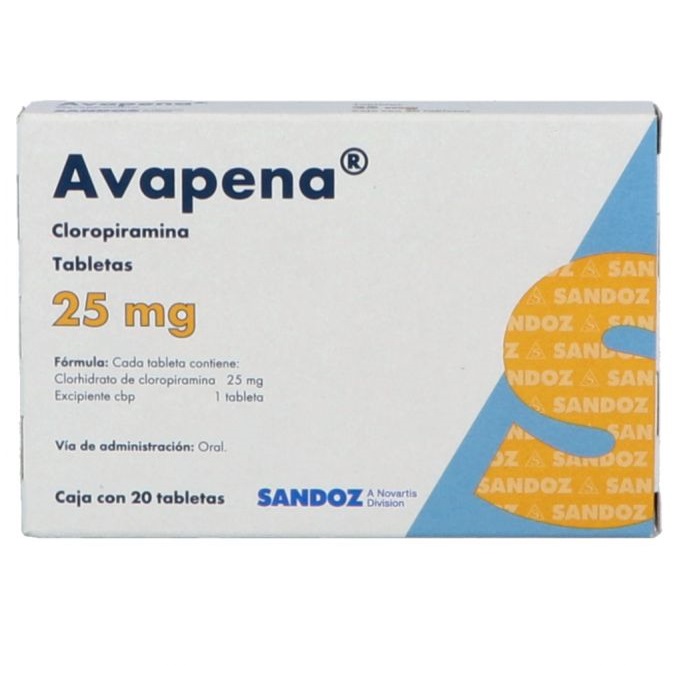 Avapena®
Cloropiramina
Tabletas
25 mg
Fórmula: Cada tableta contiene:
Clorhidrato de cloropiramina 25 mg
Excipiente cbp 1 tableta
Vía de administración: Oral.
Caja con 20 tabletas
SANDOZ A Novartis
Division
SANDOZ
SANDOZ
SANDOZ
SANDOZ
SANDOZ